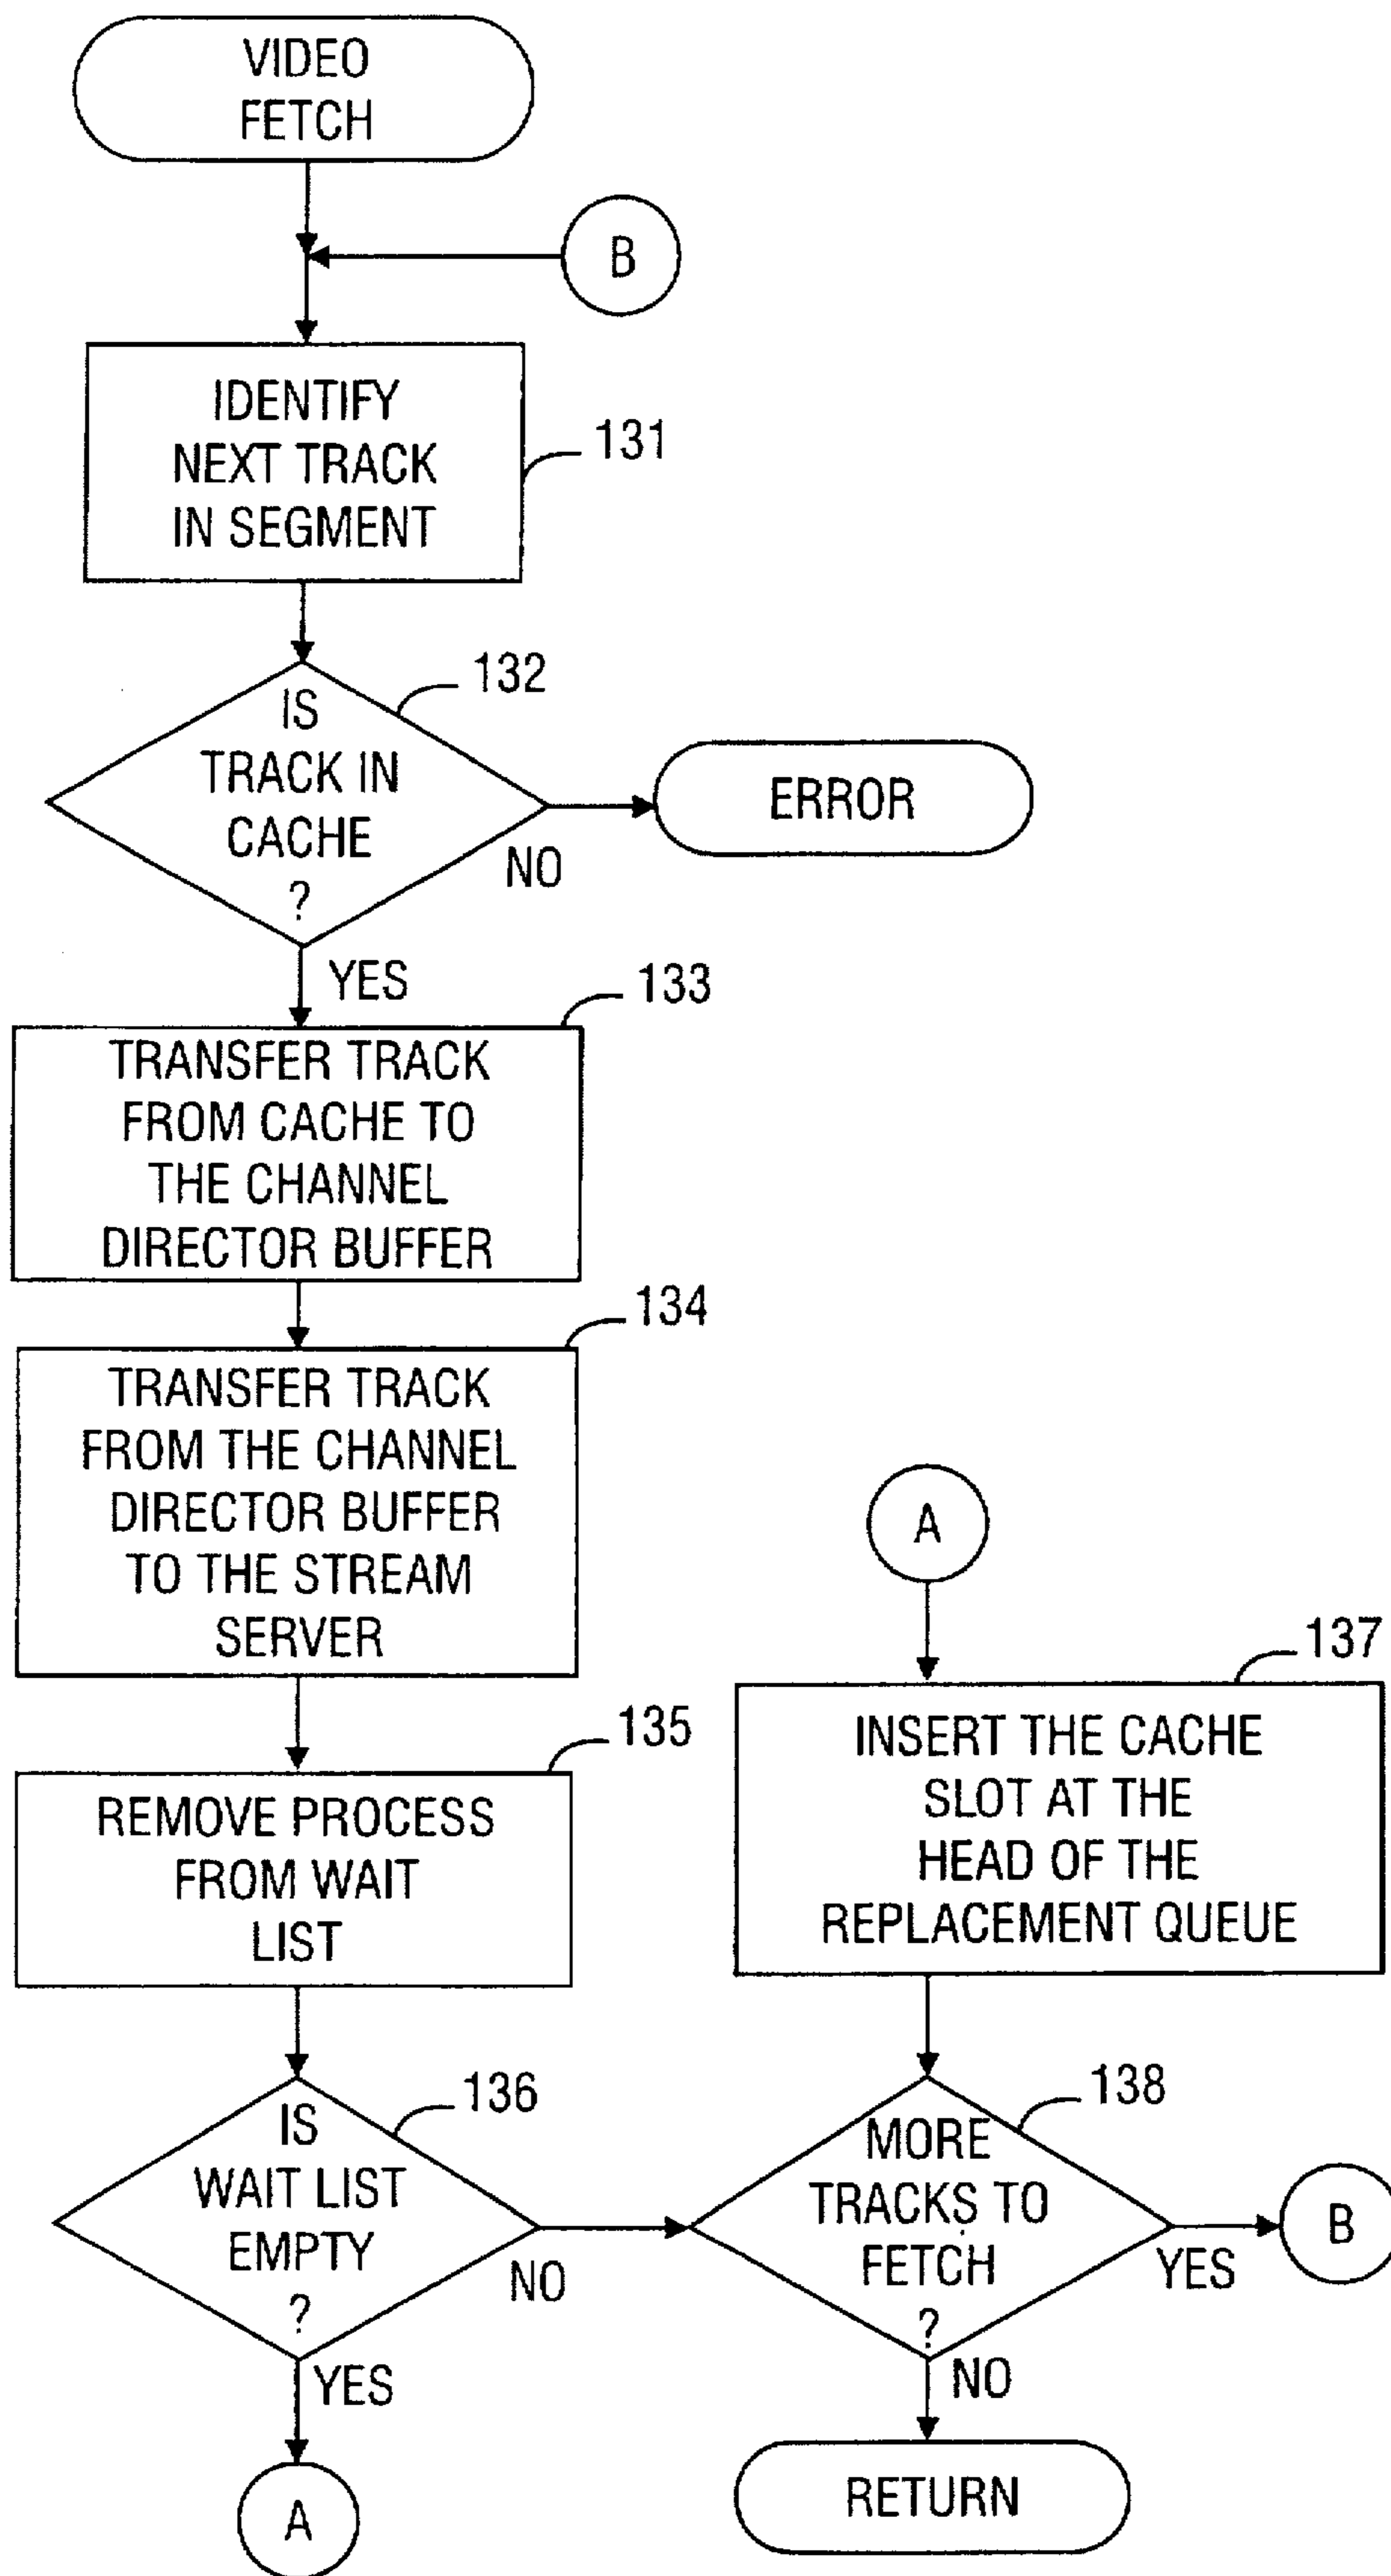 VIDEO
FETCH
B
IDENTIFY
NEXT TRACK
IN SEGMENT
131
132
IS
TRACK IN
CACHE
?
NO
ERROR
YES
133
TRANSFER TRACK
FROM CACHE TO
THE CHANNEL
DIRECTOR BUFFER
134
TRANSFER TRACK
FROM THE CHANNEL
DIRECTOR BUFFER
TO THE STREAM
SERVER
135
REMOVE PROCESS
FROM WAIT
LIST
136
IS
WAIT LIST
EMPTY
?
NO
YES
A
A
137
INSERT THE CACHE
SLOT AT THE
HEAD OF THE
REPLACEMENT QUEUE
138
MORE
TRACKS TO
FETCH
?
YES
B
NO
RETURN